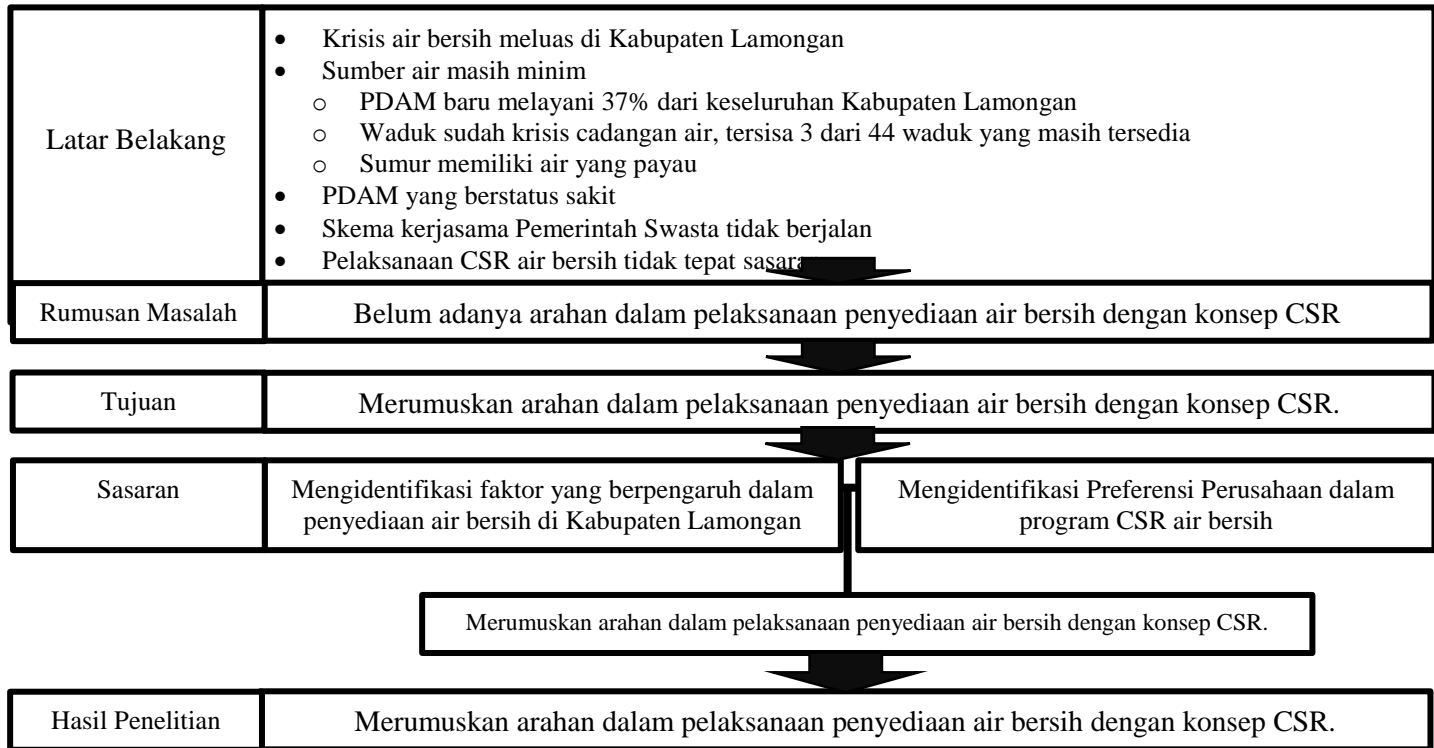 Latar Belakang
• Krisis air bersih meluas di Kabupaten Lamongan
• Sumber air masih minim
o PDAM baru melayani 37% dari keseluruhan Kabupaten Lamongan
o Waduk sudah krisis cadangan air, tersisa 3 dari 44 waduk yang masih tersedia
o Sumur memiliki air yang payau
• PDAM yang berstatus sakit
• Skema kerjasama Pemerintah Swasta tidak berjalan
• Pelaksanaan CSR air bersih tidak tepat
Rumusan Masalah
Belum adanya arahan dalam pelaksanaan penyediaan air bersih dengan konsep CSR
Tujuan
Merumuskan arahan dalam pelaksanaan penyediaan air bersih dengan konsep CSR.
Sasaran
Mengidentifikasi faktor yang berpengaruh dalam
penyediaan air bersih di Kabupaten Lamongan
Mengidentifikasi Preferensi Perusahaan dalam
program CSR air bersih
Merumuskan arahan dalam pelaksanaan penyediaan air bersih dengan konsep CSR.
Hasil Penelitian
Merumuskan arahan dalam pelaksanaan penyediaan air bersih dengan konsep CSR.